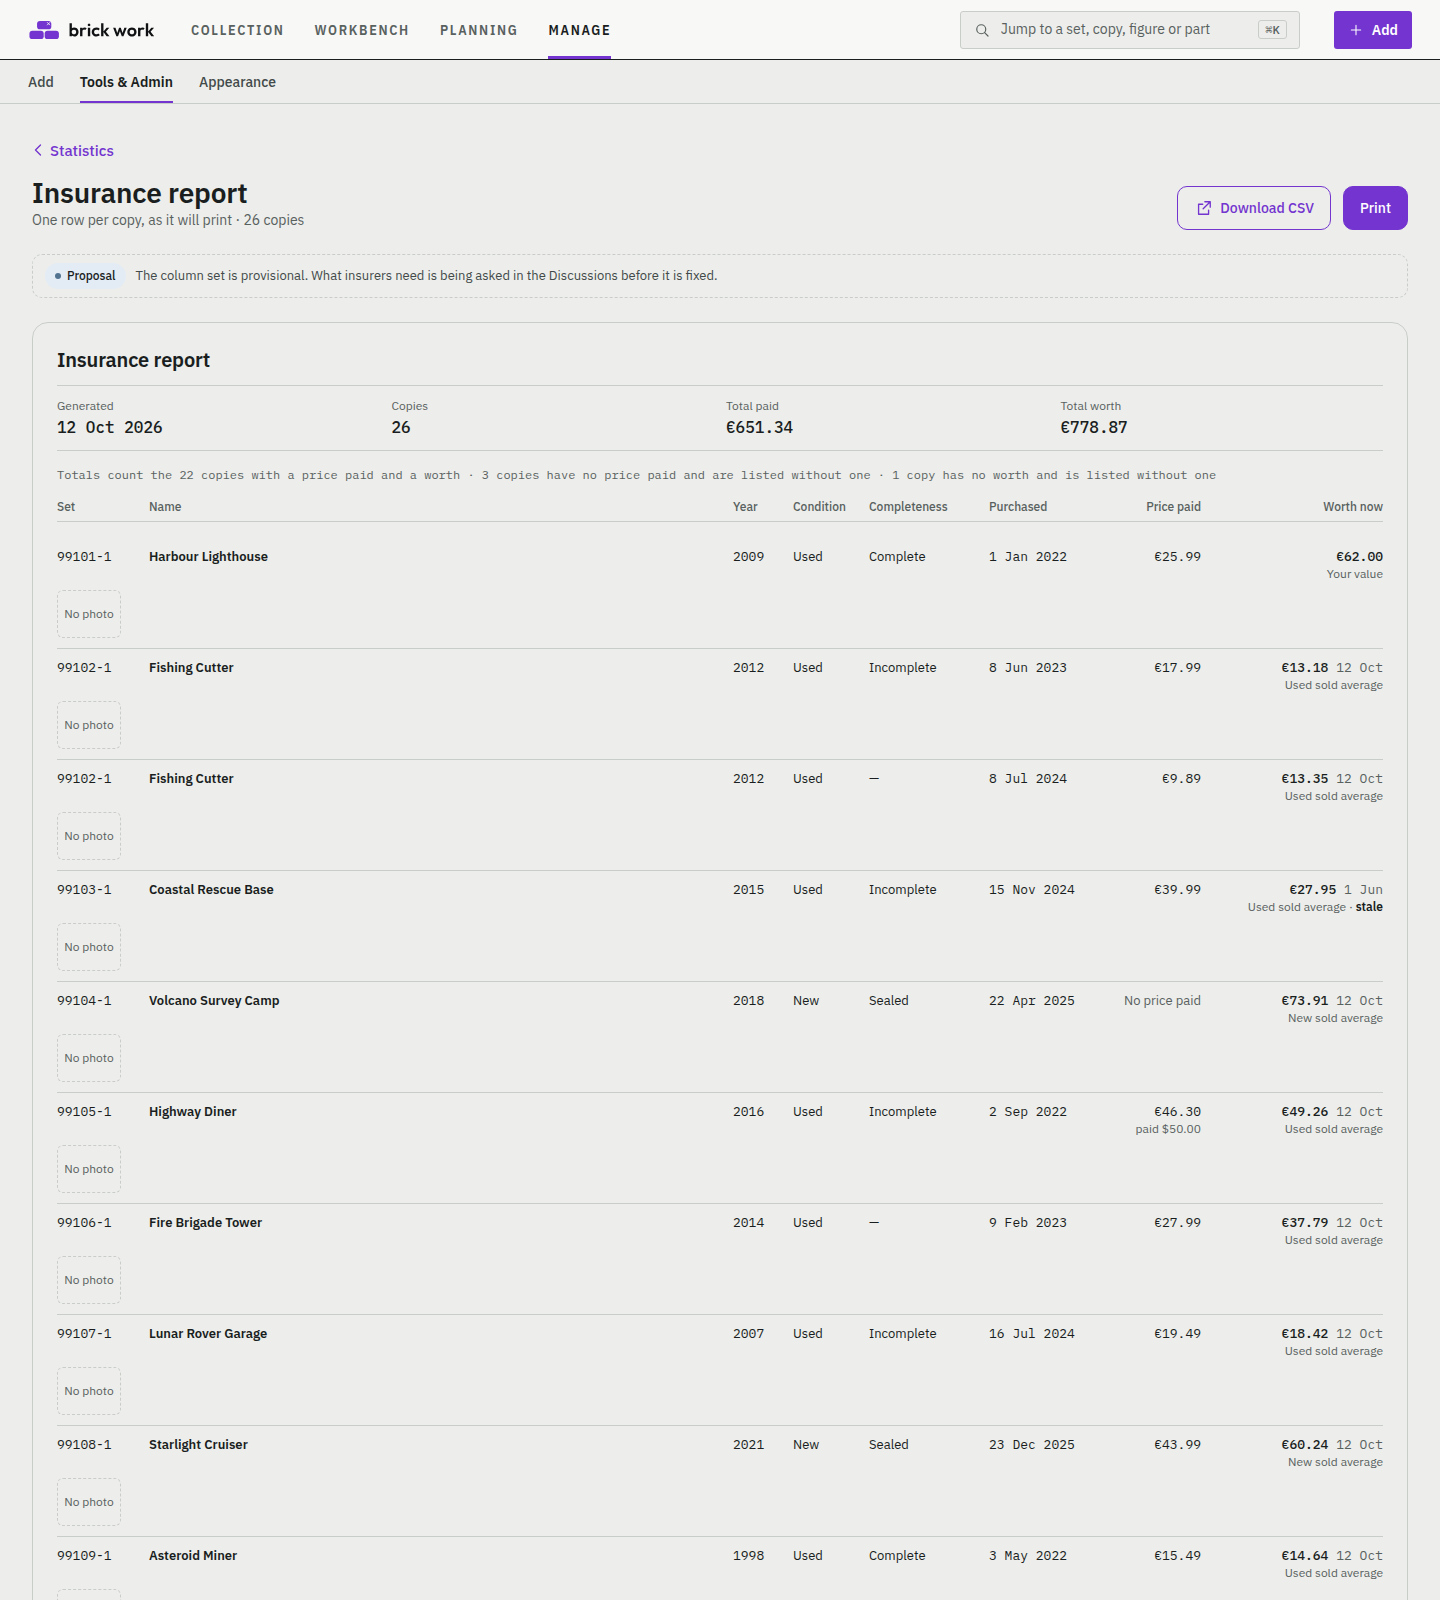 brick work COLLECTION WORKBENCH PLANNING MANAGE Jump to a set, copy, figure or part ⌘K + Add
Add Tools & Admin Appearance
Statistics
Insurance report
One row per copy, as it will print · 26 copies
Download CSV Print
Proposal The column set is provisional. What insurers need is being asked in the Discussions before it is fixed.
Insurance report
Generated Copies Total paid Total worth
12 Oct 2026 26 €651.34 €778.87
Totals count the 22 copies with a price paid and a worth · 3 copies have no price paid and are listed without one · 1 copy has no worth and is listed without one
Set Name Year Condition Completeness Purchased Price paid Worth now
99101-1 Harbour Lighthouse 2009 Used Complete 1 Jan 2022 €25.99 €62.00
Your value
No photo
99102-1 Fishing Cutter 2012 Used Incomplete 8 Jun 2023 €17.99 €13.18 12 Oct
Used sold average
No photo
99102-1 Fishing Cutter 2012 Used — 8 Jul 2024 €9.89 €13.35 12 Oct
Used sold average
No photo
99103-1 Coastal Rescue Base 2015 Used Incomplete 15 Nov 2024 €39.99 €27.95 1 Jun
Used sold average · stale
No photo
99104-1 Volcano Survey Camp 2018 New Sealed 22 Apr 2025 No price paid €73.91 12 Oct
New sold average
No photo
99105-1 Highway Diner 2016 Used Incomplete 2 Sep 2022 €46.30 €49.26 12 Oct
paid $50.00 Used sold average
No photo
99106-1 Fire Brigade Tower 2014 Used — 9 Feb 2023 €27.99 €37.79 12 Oct
Used sold average
No photo
99107-1 Lunar Rover Garage 2007 Used Incomplete 16 Jul 2024 €19.49 €18.42 12 Oct
Used sold average
No photo
99108-1 Starlight Cruiser 2021 New Sealed 23 Dec 2025 €43.99 €60.24 12 Oct
New sold average
No photo
99109-1 Asteroid Miner 1998 Used Complete 3 May 2022 €15.49 €14.64 12 Oct
Used sold average